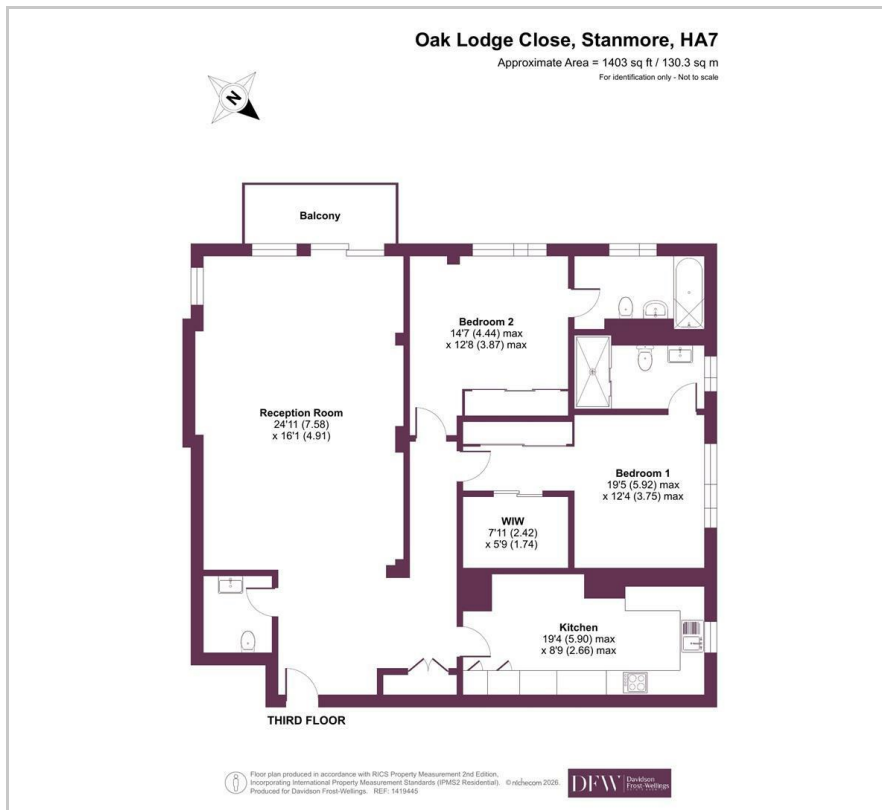 Oak Lodge Close, Stanmore, HA7
Approximate Area = 1403 sq ft / 130.3 sq m
For identification only - Not to scale
N
Balcony
Bedroom 2
14'7 (4.44) max
x 12'8 (3.87) max
Reception Room
24'11 (7.58)
x 16'1 (4.91)
Bedroom 1
19'5 (5.92) max
x 12'4 (3.75) max
WIW
7'11 (2.42)
x 5'9 (1.74)
Kitchen
19'4 (5.90) max
x 8'9 (2.66) max
THIRD FLOOR
Floor plan produced in accordance with RICS Property Measurement 2nd Edition,
Incorporating International Property Measurement Standards (IPMS2 Residential). ©nichecom 2026.
Produced for Davidson Frost-Wellings. REF: 1419445
DFW
Davidson
Frost-Wellings